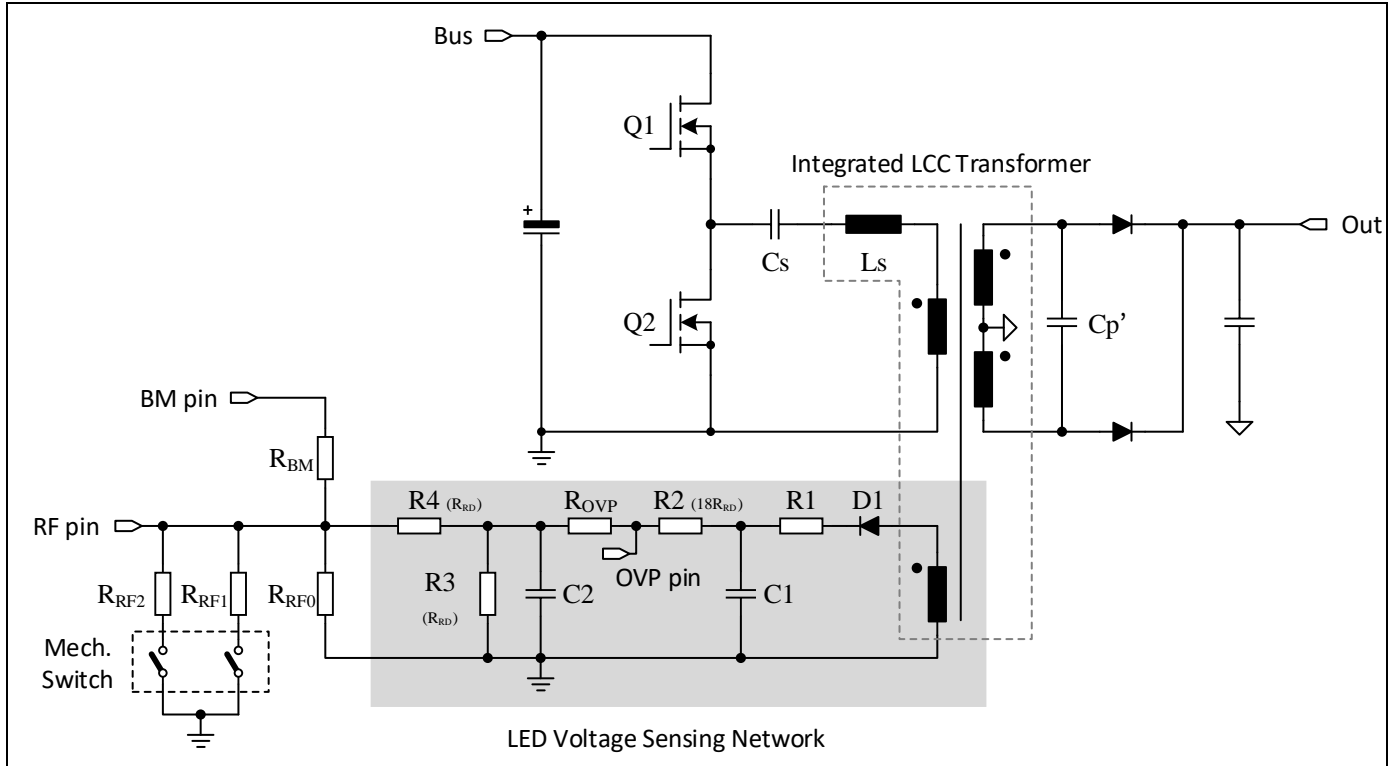 Bus
Q1
Integrated LCC Transformer
+
Out
Cs
Ls
Cp’
Q2
BM pin
RBM
R4 (RRD)
ROVP
R2 (18RRD)
R1
D1
RF pin
OVP pin
RRF2
RRF1
RRF0
R3
(RRD)
C2
C1
Mech.
Switch
LED Voltage Sensing Network